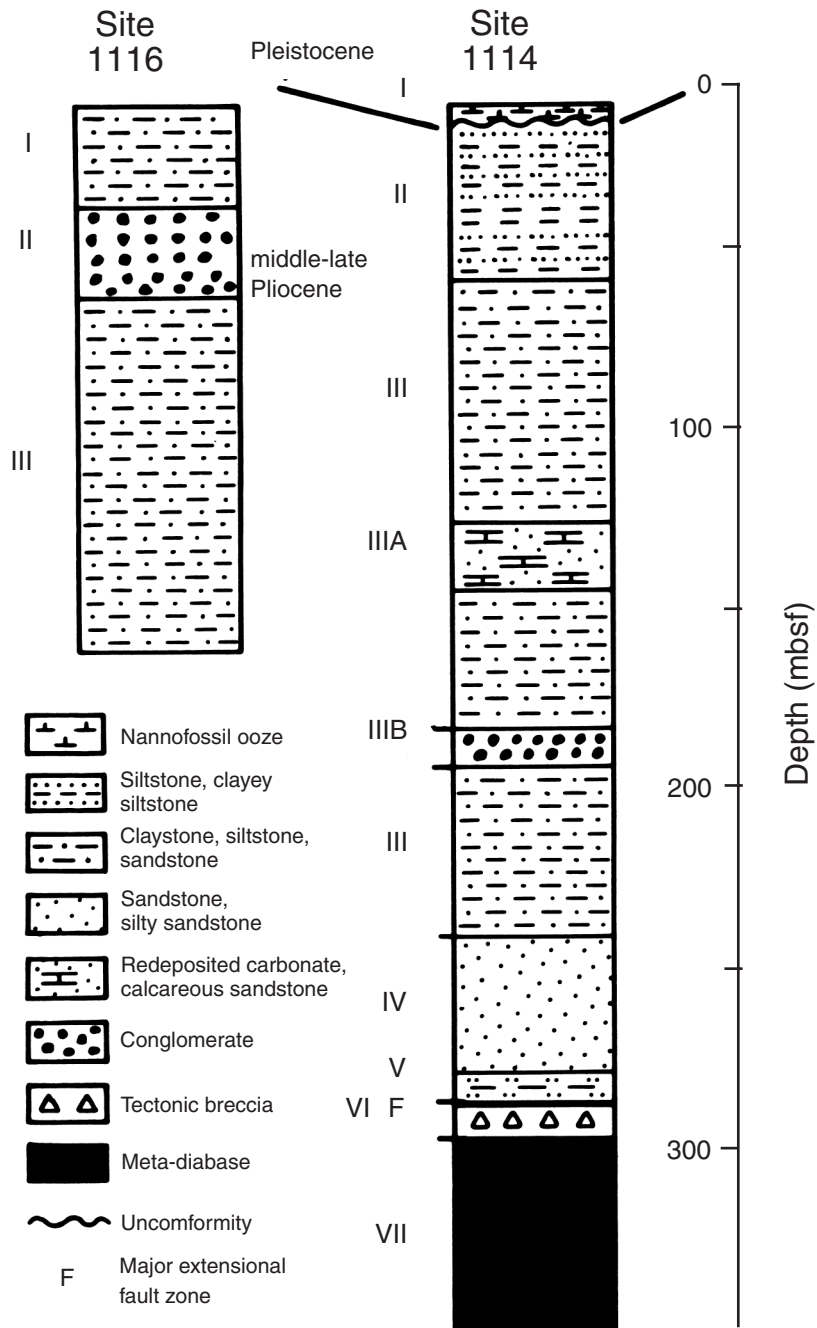 Site
1116
Pleistocene
Site
1114
I
II
III
middle-late
Pliocene
I
II
III
IIIA
IIIB
III
IV
V
VI F
VII
0
100
200
300
Depth (mbsf)
Nannofossil ooze
Siltstone, clayey
siltstone
Claystone, siltstone,
sandstone
Sandstone,
silty sandstone
Redeposited carbonate,
calcareous sandstone
Conglomerate
Tectonic breccia
Meta-diabase
Uncomformity
F
Major extensional
fault zone